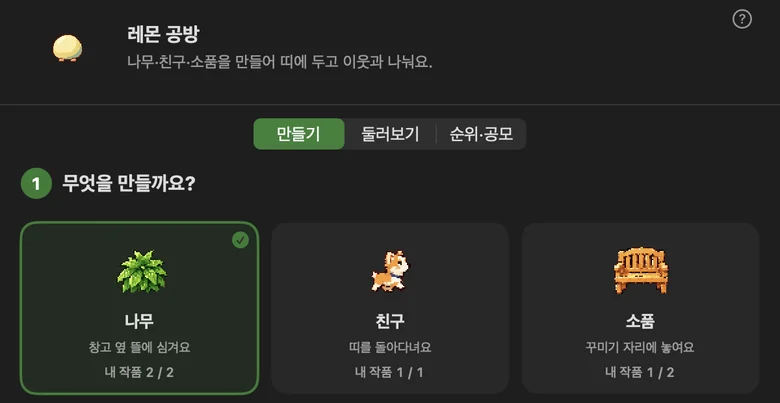 레몬 공방
?
나무·친구·소품을 만들어 띠에 두고 이웃과 나눠요.
만들기 둘러보기 순위·공모
1 무엇을 만들까요?
나무 친구 소품
창고 옆 뜰에 심겨요 띠를 돌아다녀요 꾸미기 자리에 놓여요
내 작품 2 / 2 내 작품 1 / 1 내 작품 1 / 2